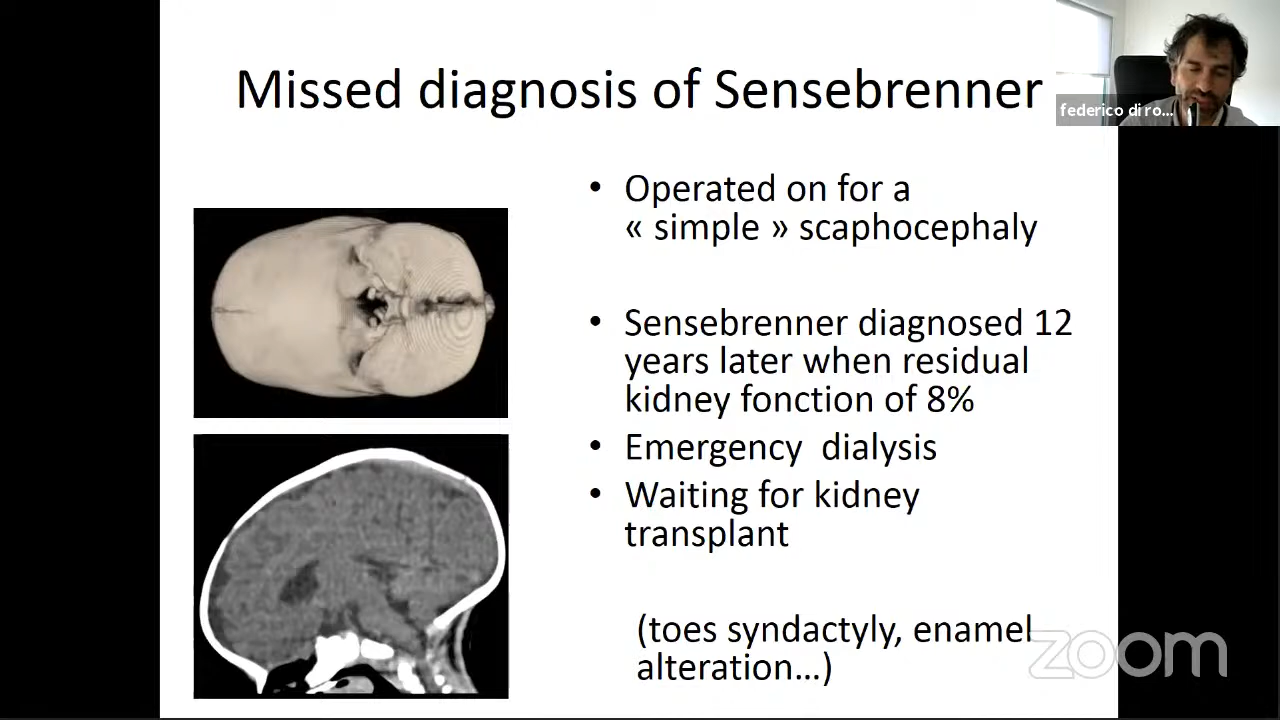 Missed diagnosis of Sensebrenner
federico di ro...
• Operated on for a
« simple » scaphocephaly
• Sensebrenner diagnosed 12
years later when residual
kidney fonction of 8%
• Emergency dialysis
• Waiting for kidney
transplant
(toes syndactyly, enamel
alteration...)
zoom